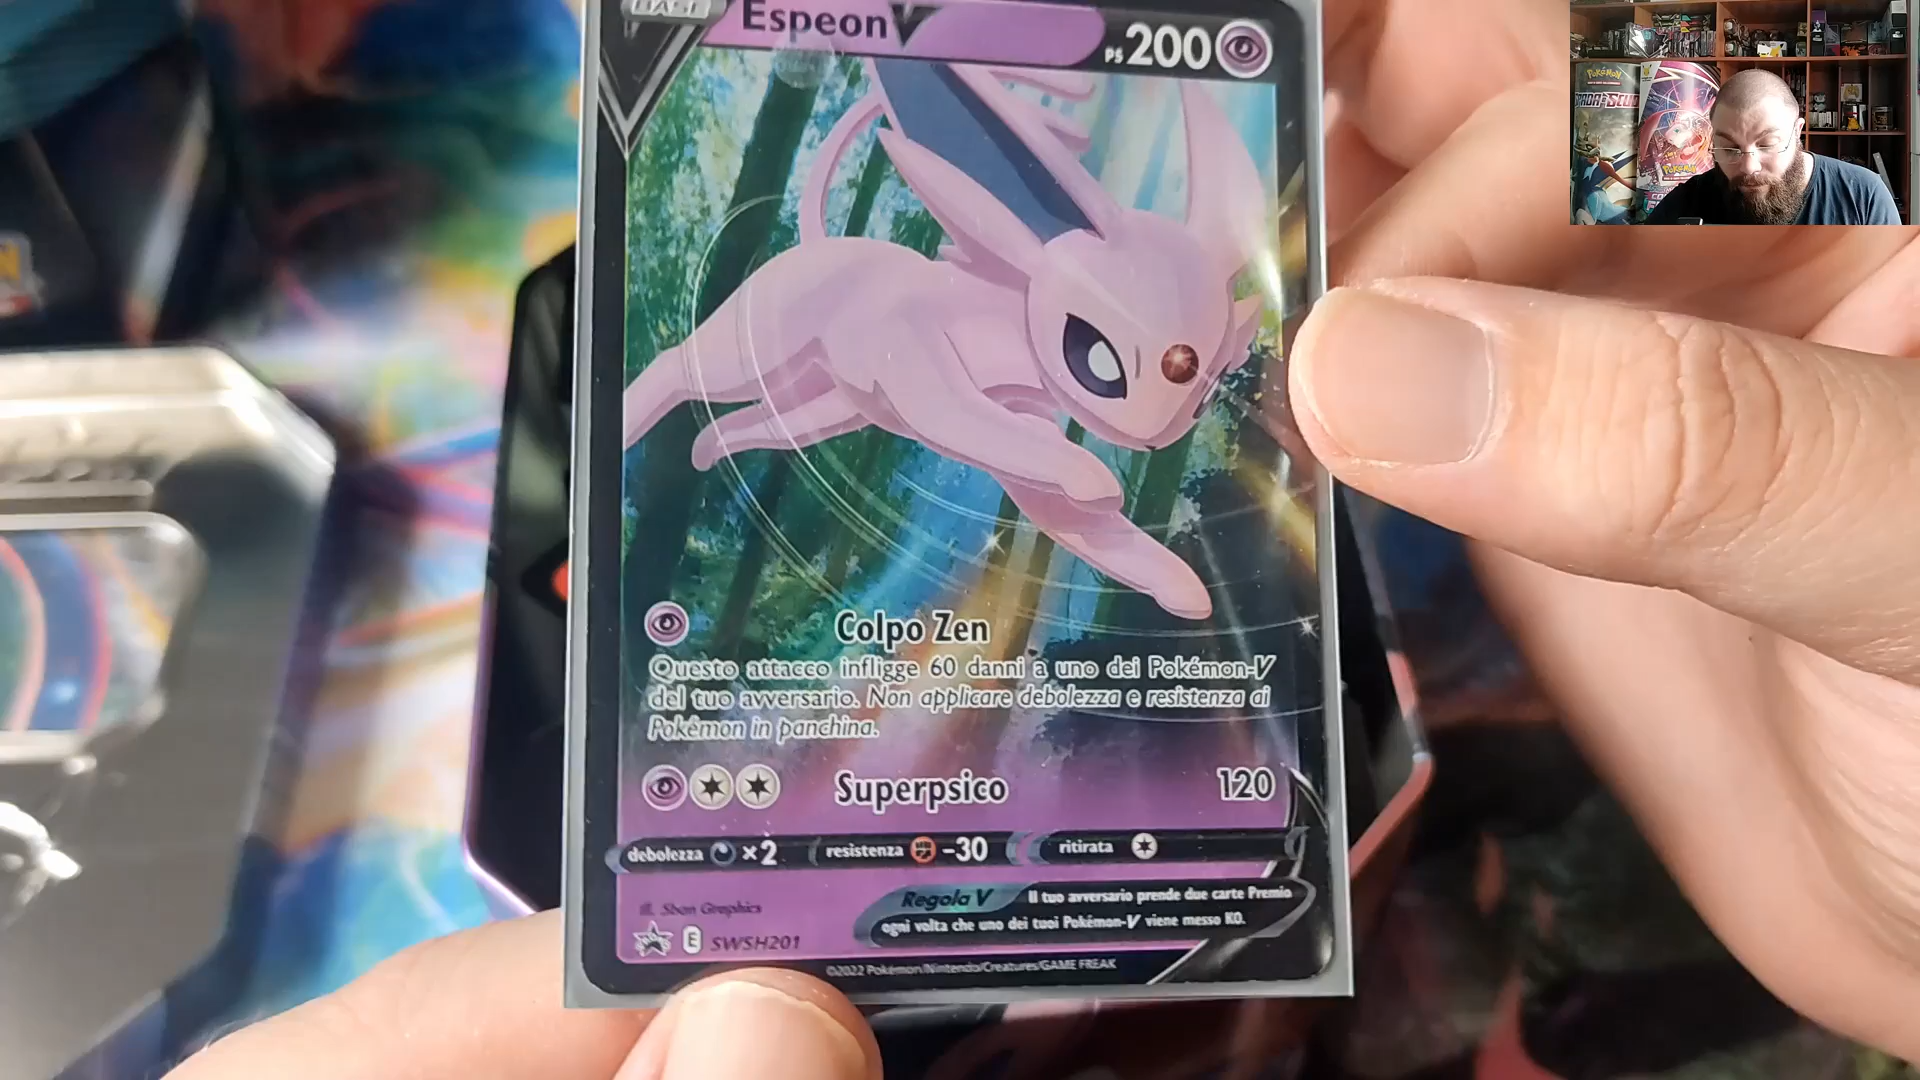 BASE
Espeon V
PS 200
Colpo Zen
Questo attacco infligge 60 danni a uno dei Pokémon-V
del tuo avversario. Non applicare debolezza e resistenza ai
Pokémon in panchina.
Superpsico 120
debolezza ×2 resistenza -30 ritirata
Regola V Il tuo avversario prende due carte Premio
ogni volta che uno dei tuoi Pokémon-V viene messo KO.
Ill. Sban Graphics
E SWSH201
©2022 Pokémon/Nintendo/Creatures/GAME FREAK
POKÉMON
POKÉMON